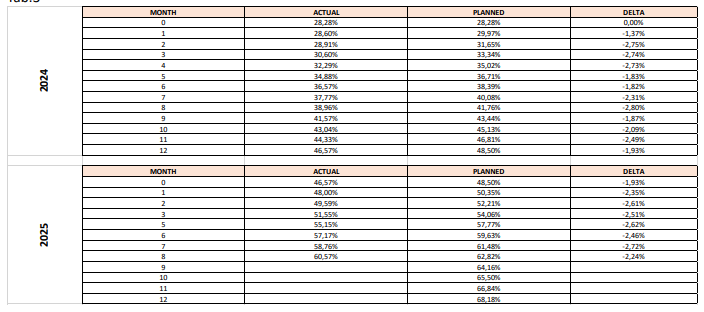 MONTH ACTUAL PLANNED DELTA
0 28,28% 28,28% 0,00%
1 28,60% 29,97% -1,37%
2 28,91% 31,65% -2,75%
3 30,60% 33,34% -2,74%
4 32,29% 35,02% -2,73%
5 34,88% 36,71% -1,83%
6 36,57% 38,39% -1,82%
7 37,77% 40,08% -2,31%
8 38,96% 41,76% -2,80%
9 41,57% 43,44% -1,87%
10 43,04% 45,13% -2,09%
11 44,33% 46,81% -2,49%
12 46,57% 48,50% -1,93%
2024
MONTH ACTUAL PLANNED DELTA
0 46,57% 48,50% -1,93%
1 48,00% 50,35% -2,35%
2 49,59% 52,21% -2,61%
3 51,55% 54,06% -2,51%
5 55,15% 57,77% -2,62%
6 57,17% 59,63% -2,46%
7 58,76% 61,48% -2,72%
8 60,57% 62,82% -2,24%
9 64,16%
10 65,50%
11 66,84%
12 68,18%
2025